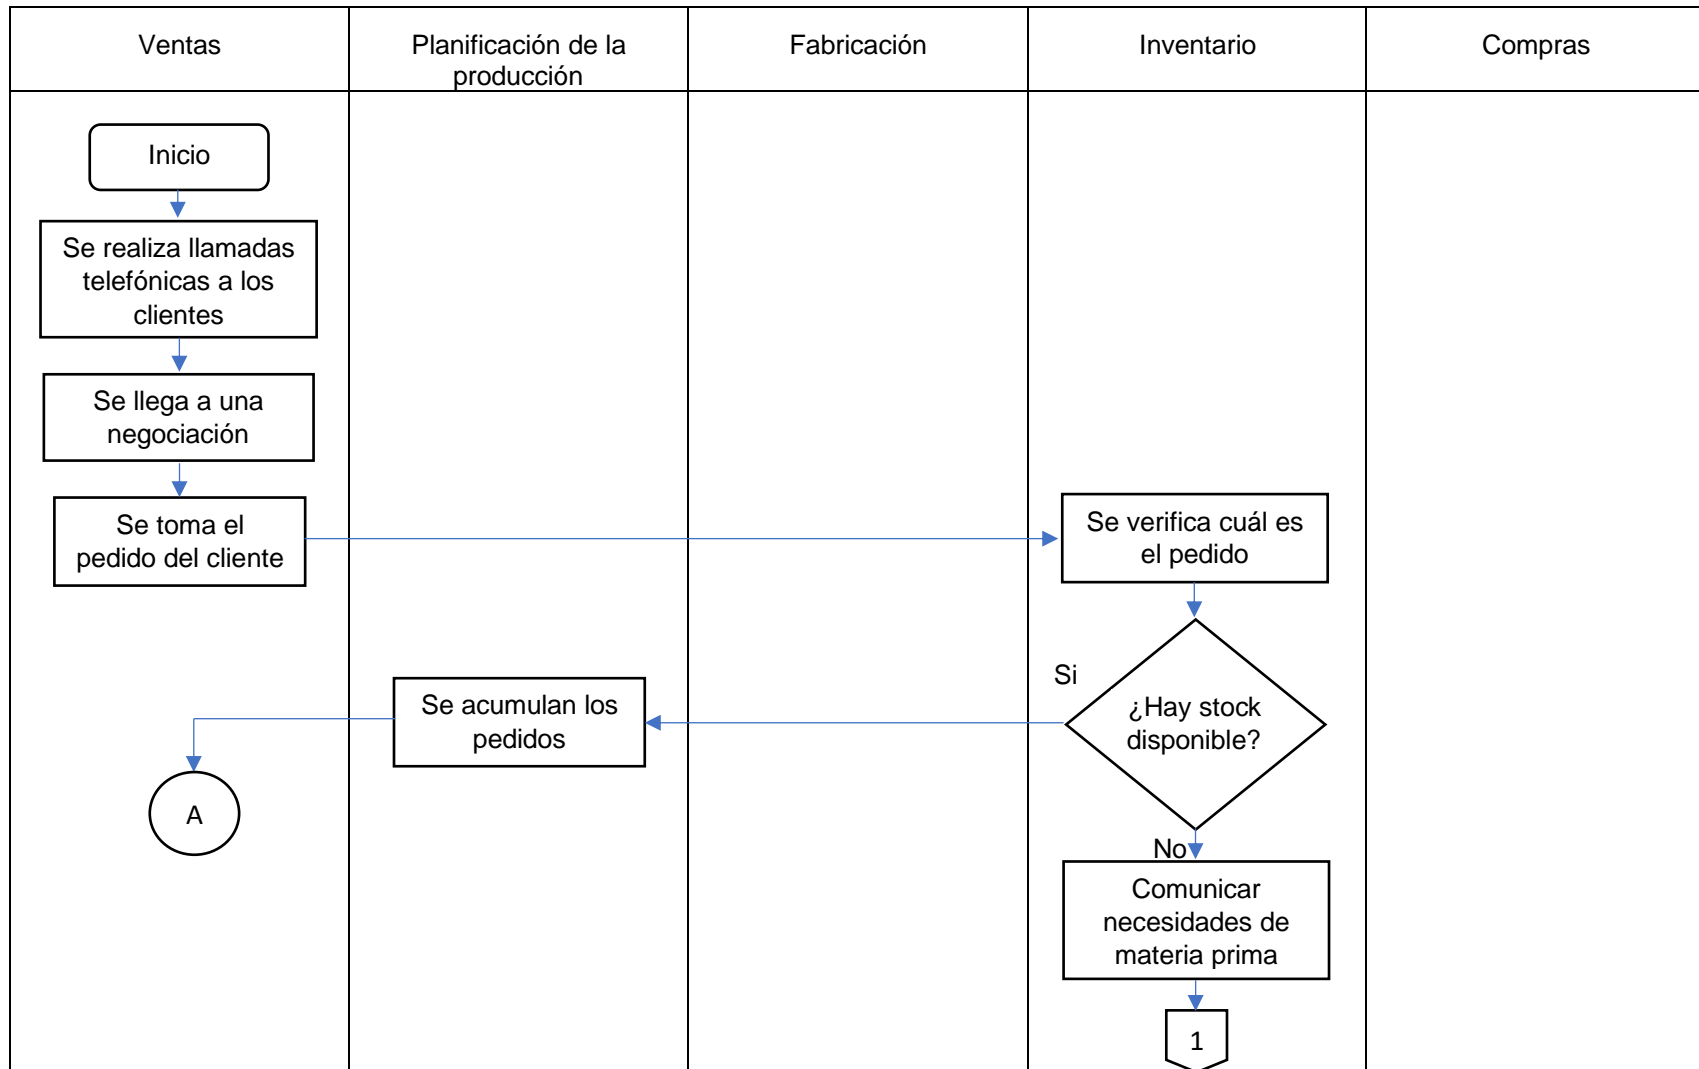 Ventas
Planificación de la
producción
Fabricación
Inventario
Compras
Inicio
Se realiza llamadas
telefónicas a los
clientes
Se llega a una
negociación
Se toma el
pedido del cliente
Se verifica cuál es
el pedido
Si
¿Hay stock
disponible?
Se acumulan los
pedidos
A
No
Comunicar
necesidades de
materia prima
1